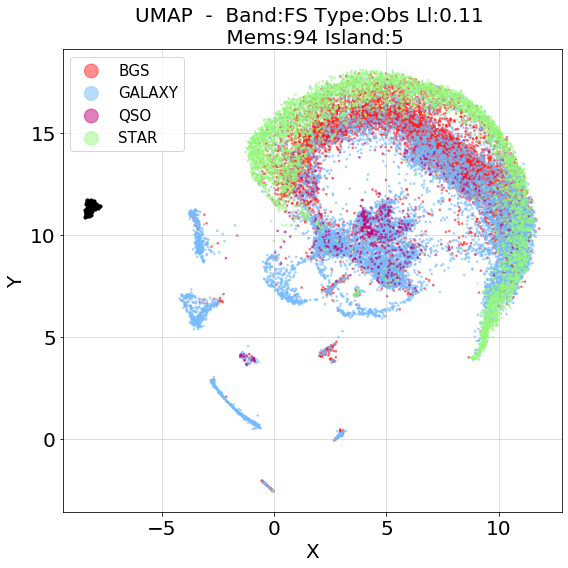 UMAP - Band:FS Type:Obs Ll:0.11
Mems:94 Island:5
BGS
GALAXY
QSO
STAR
15
10
5
0
Y
−5
0
5
10
X